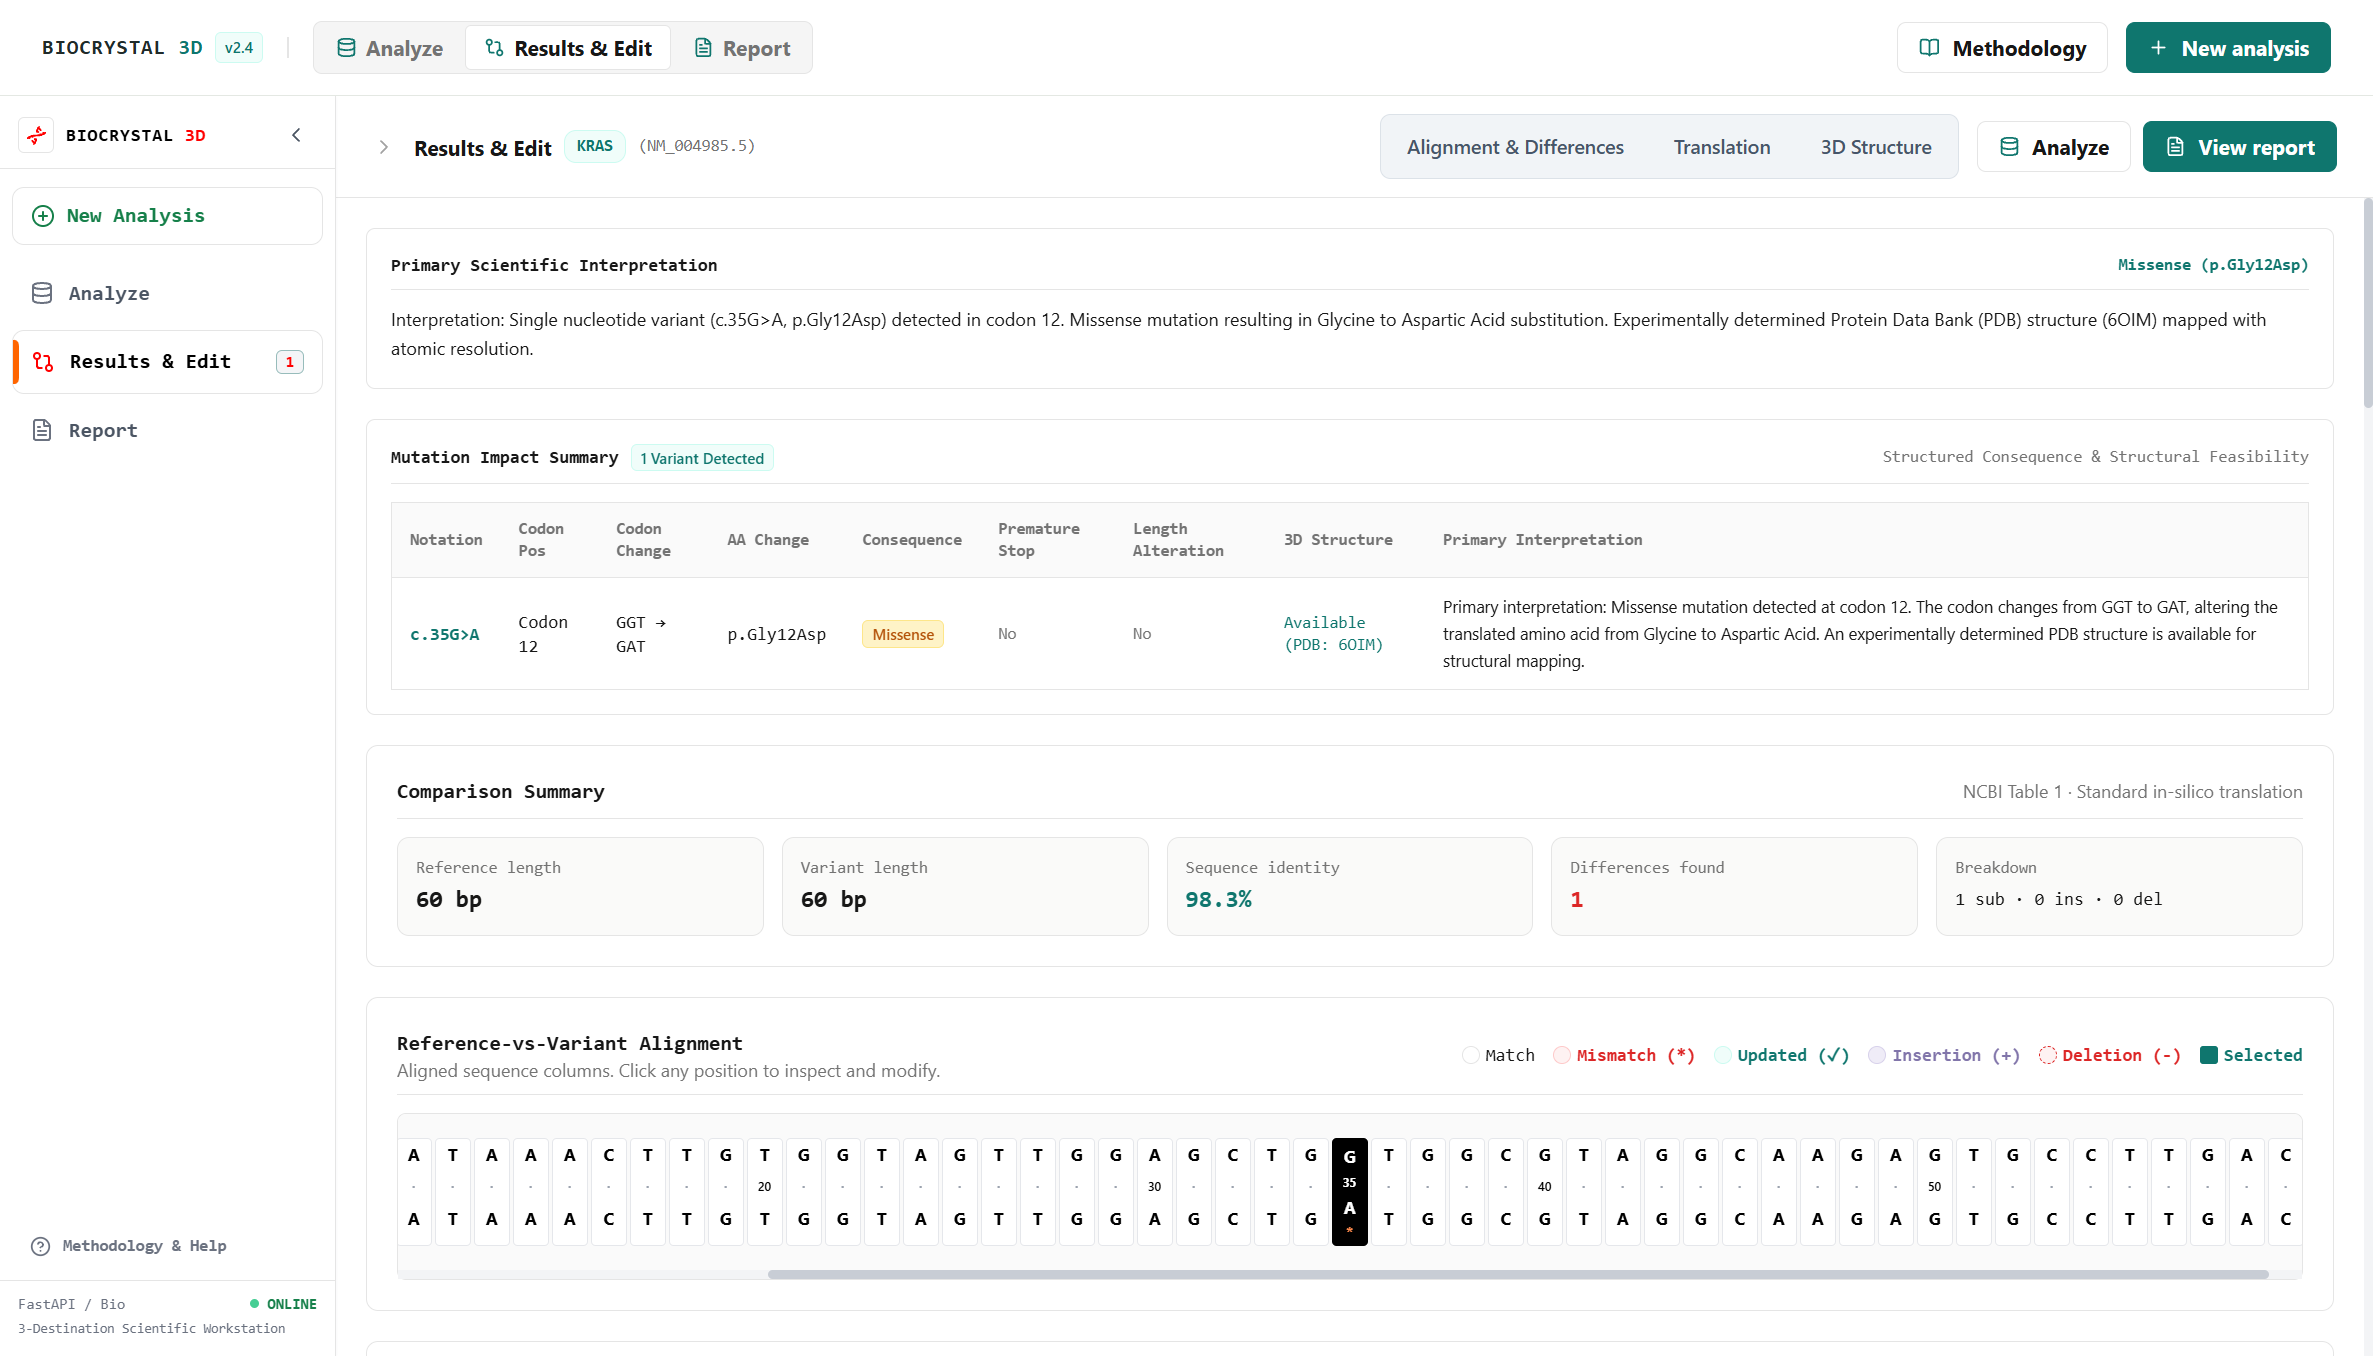 BIOCRYSTAL 3D v2.4
Analyze
Results & Edit
Report
Methodology
+ New analysis
BIOCRYSTAL 3D
New Analysis
Analyze
Results & Edit 1
Report
Methodology & Help
FastAPI / Bio ONLINE
3-Destination Scientific Workstation
Results & Edit KRAS (NM_004985.5)
Alignment & Differences Translation 3D Structure
Analyze
View report
Primary Scientific Interpretation Missense (p.Gly12Asp)
Interpretation: Single nucleotide variant (c.35G>A, p.Gly12Asp) detected in codon 12. Missense mutation resulting in Glycine to Aspartic Acid substitution. Experimentally determined Protein Data Bank (PDB) structure (6OIM) mapped with
atomic resolution.
Mutation Impact Summary 1 Variant Detected Structured Consequence & Structural Feasibility
Notation Codon Pos Codon Change AA Change Consequence Premature Stop Length Alteration 3D Structure Primary Interpretation
c.35G>A Codon 12 GGT → GAT p.Gly12Asp Missense No No Available (PDB: 6OIM)
Primary interpretation: Missense mutation detected at codon 12. The codon changes from GGT to GAT, altering the
translated amino acid from Glycine to Aspartic Acid. An experimentally determined PDB structure is available for
structural mapping.
Comparison Summary NCBI Table 1 · Standard in-silico translation
Reference length
60 bp
Variant length
60 bp
Sequence identity
98.3%
Differences found
1
Breakdown
1 sub · 0 ins · 0 del
Reference-vs-Variant Alignment
Aligned sequence columns. Click any position to inspect and modify.
Match Mismatch (*) Updated (✓) Insertion (+) Deletion (-) Selected
A T A A A C T T G T G G T A G T T G G A G C T G G T G G C G T A G G C A A G A G T G C C T T G A C
· · · · · · · · · 20 · · · · · · · · · 30 · · · · 35 · · · · 40 · · · · · · · · · 50 · · · · · · · · ·
A T A A A C T T G T G G T A G T T G G A G C T G A T G G C G T A G G C A A G A G T G C C T T G A C
*